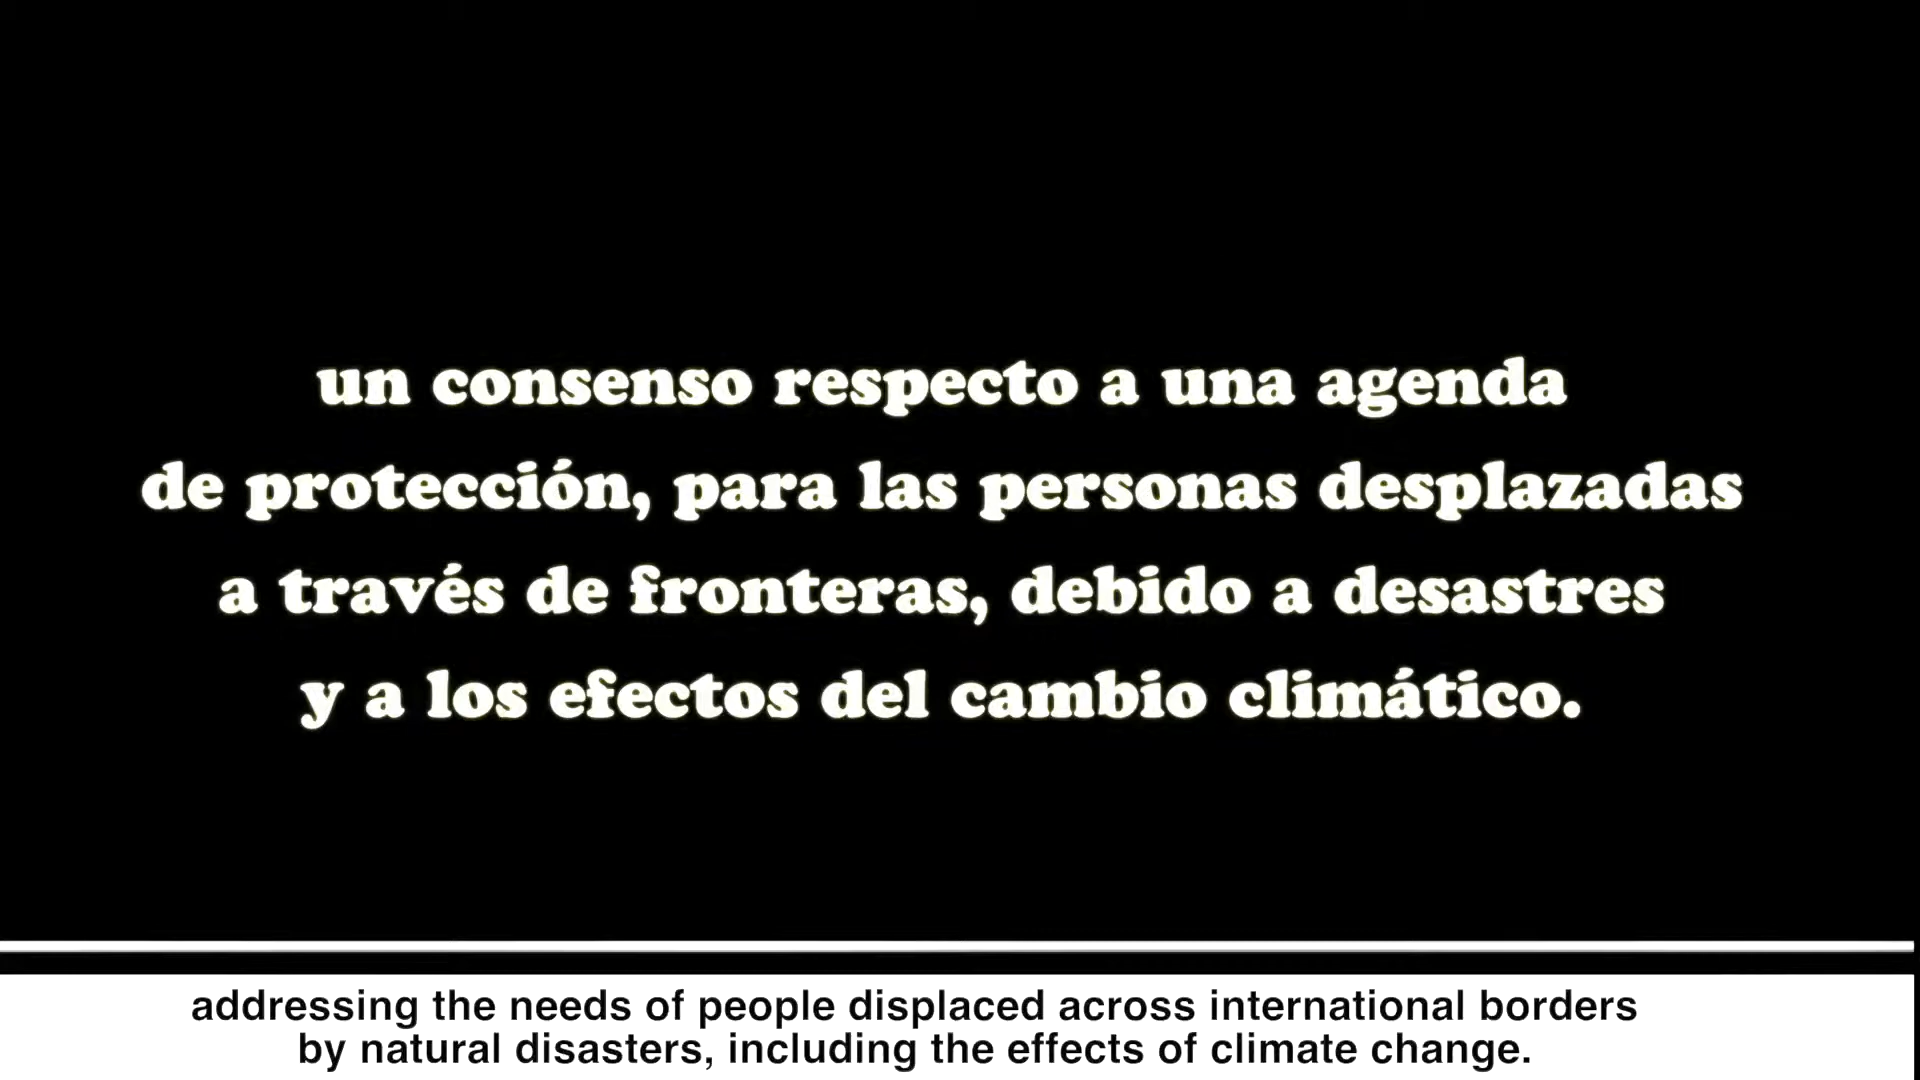 un consenso respecto a una agenda
de protección, para las personas desplazadas
a través de fronteras, debido a desastres
y a los efectos del cambio climático.
addressing the needs of people displaced across international borders
by natural disasters, including the effects of climate change.